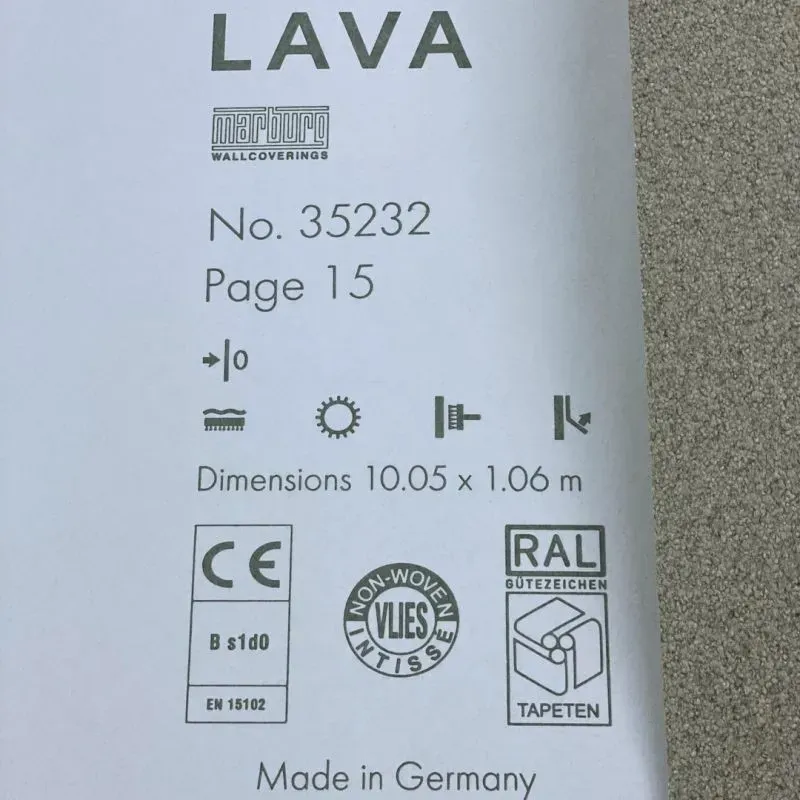 LAVA
marburg
WALLCOVERINGS
No. 35232
Page 15
0
Dimensions 10.05 x 1.06 m
CE
B s1d0
EN 15102
NON-WOVEN
VLIES
INTISSE
RAL
GÜTEZEICHEN
TAPETEN
Made in Germany